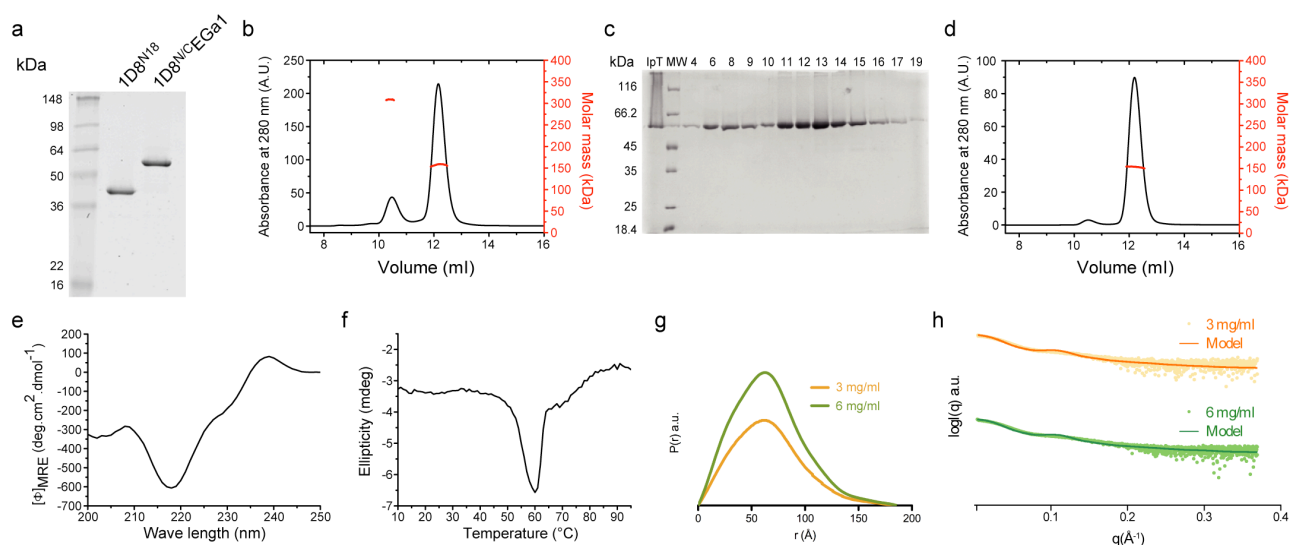 a
kDa
1D8N18
1D8N/CEGa1
148
98
64
50
36
22
16
b
Absorbance at 280 nm (A.U.)
250
200
150
100
50
0
8 10 12 14 16
Volume (ml)
400
350
300
250
200
150
100
50
0
Molar mass (kDa)
c
kDa IpT MW 4 6 8 9 10 11 12 13 14 15 16 17 19
116
66.2
45
35
25
18.4
d
Absorbance at 280 nm (A.U.)
100
80
60
40
20
0
8 10 12 14 16
Volume (ml)
400
350
300
250
200
150
100
50
0
Molar mass (kDa)
e
[Φ]MRE (deg.cm2.dmol-1)
200
100
0
-100
-200
-300
-400
-500
-600
-700
200 210 220 230 240 250
Wave length (nm)
f
Ellipticity (mdeg)
-2
-3
-4
-5
-6
-7
10 20 30 40 50 60 70 80 90
Temperature (°C)
g
P(r) a.u.
3 mg/ml
6 mg/ml
0 50 100 150 200
r (Å)
h
logI(q) a.u.
3 mg/ml
Model
6 mg/ml
Model
0.1 0.2 0.3 0.4
q(Å-1)